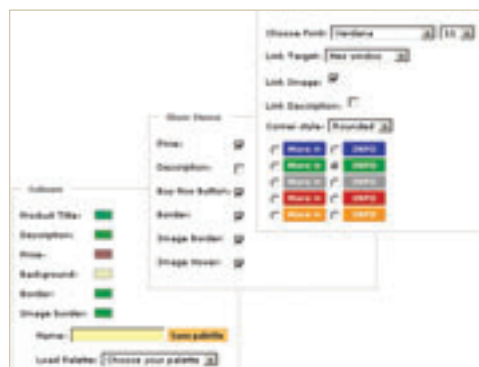 Choose Font: Verdana 11
Link Target: New window
Link Image:
Link Description:
Corner style: Rounded
More » INFO
More » INFO
More » INFO
More » INFO
More » INFO
Show Items
Price:
Description:
Buy Now Button:
Border:
Image Border:
Image Hover:
Colours
Product Title:
Description:
Price:
Background:
Border:
Image border:
Name: Save palette
Load Palette: Choose your palette